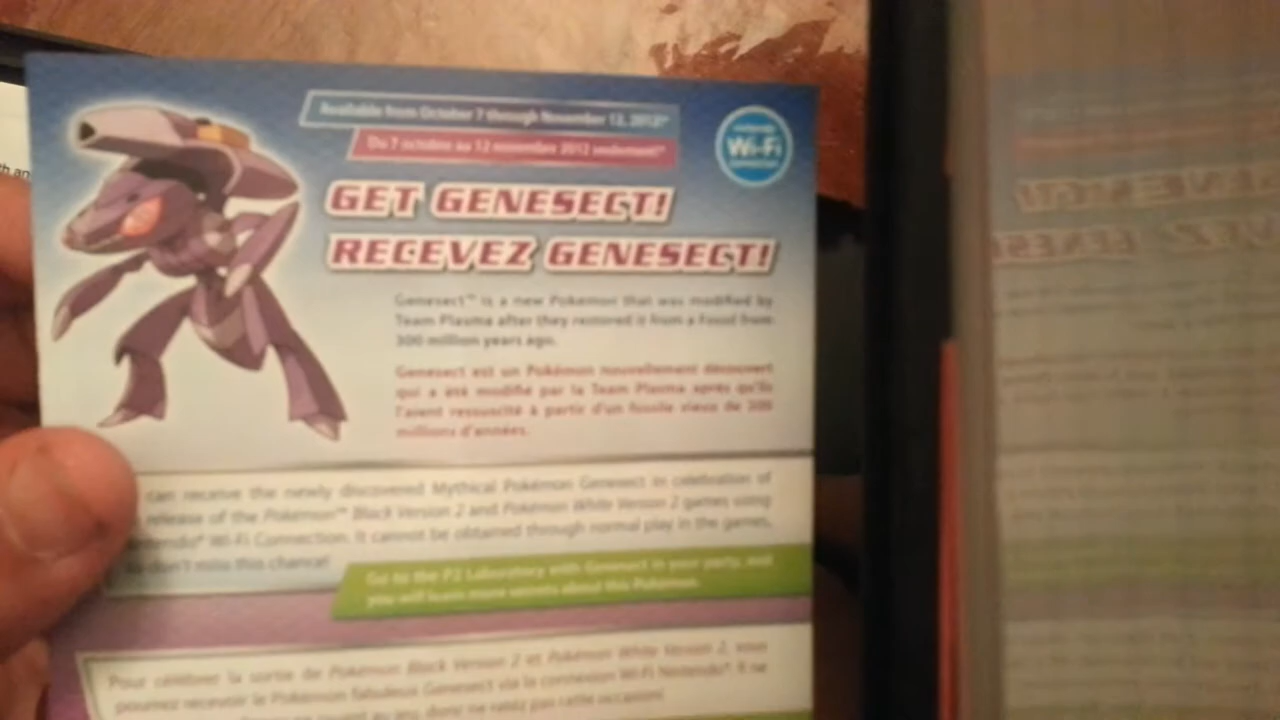 Available from October 7 through November 12, 2012*
Du 7 octobre au 12 novembre 2012 seulement!*
Wi-Fi
GET GENESECT!
RECEVEZ GENESECT!
Genesect™ is a new Pokémon that was modified by
Team Plasma after they restored it from a Fossil from
300 million years ago.
Genesect est un Pokémon nouvellement découvert
qui a été modifié par la Team Plasma après qu'ils
l'aient ressuscité à partir d'un fossile vieux de 300
millions d'années.
can receive the newly discovered Mythical Pokémon Genesect in celebration of
release of the Pokémon™ Black Version 2 and Pokémon White Version 2 games using
Wi-Fi Connection. It cannot be obtained through normal play in the games,
don't miss this chance!
Go to the P2 Laboratory with Genesect in your party, and
you will learn more secrets about this Pokémon.
Pour célébrer la sortie de Pokémon Black Version 2 et Pokémon White Version 2, vous
pourrez recevoir le Pokémon fabuleux Genesect via la connexion Wi-Fi Nintendo®. Il ne
au jeu, donc ne ratez pas cette occasion!